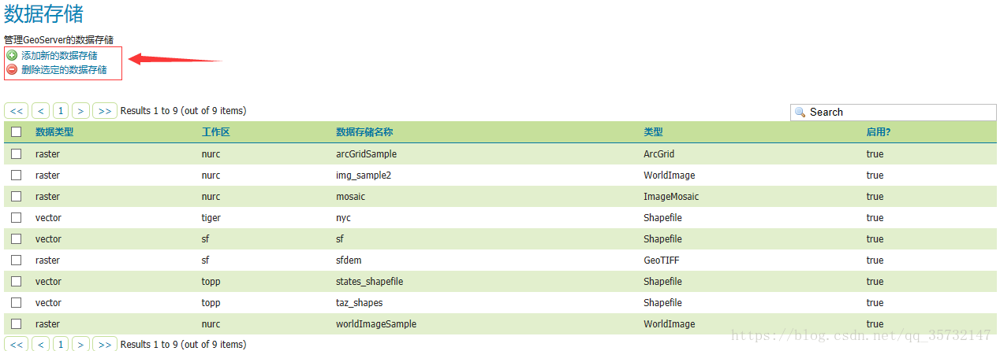 数据存储
管理GeoServer的数据存储
添加新的数据存储
删除选定的数据存储
<< < 1 > >> Results 1 to 9 (out of 9 items) Search
数据类型 工作区 数据存储名称 类型 启用?
raster nurc arcGridSample ArcGrid true
raster nurc img_sample2 WorldImage true
raster nurc mosaic ImageMosaic true
vector tiger nyc Shapefile true
vector sf sf Shapefile true
raster sf sfdem GeoTIFF true
vector topp states_shapefile Shapefile true
vector topp taz_shapes Shapefile true
raster nurc worldImageSample WorldImage true
<< < 1 > >> Results 1 to 9 (out of 9 items)
https://blog.csdn.net/qq_35732147